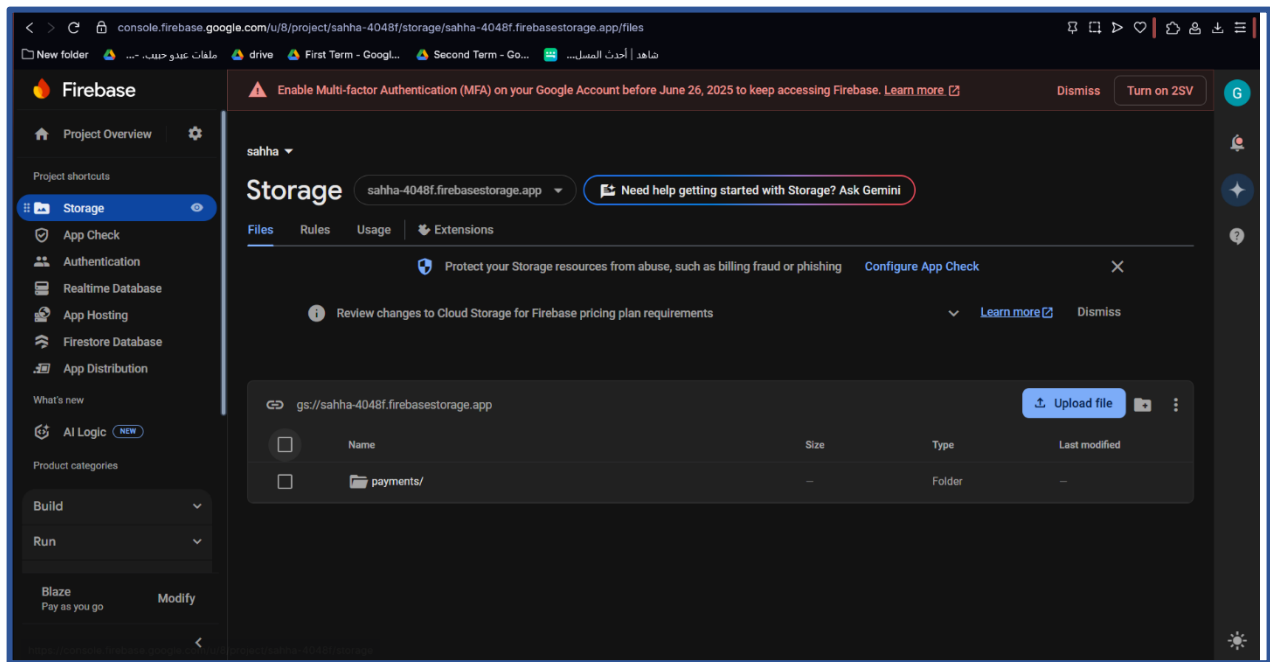 console.firebase.google.com/u/8/project/sahha-4048f/storage/sahha-4048f.firebasestorage.app/files
New folder ملفات عبدو حبيب. -... drive First Term - Googl... Second Term - Go... شاهد | أحدث المسل...
Firebase
Enable Multi-factor Authentication (MFA) on your Google Account before June 26, 2025 to keep accessing Firebase. Learn more Dismiss Turn on 2SV
G
Project Overview
sahha
Project shortcuts
Storage sahha-4048f.firebasestorage.app Need help getting started with Storage? Ask Gemini
Storage
Files Rules Usage Extensions
App Check
Authentication
Protect your Storage resources from abuse, such as billing fraud or phishing Configure App Check
Realtime Database
App Hosting
Review changes to Cloud Storage for Firebase pricing plan requirements Learn more Dismiss
Firestore Database
App Distribution
What's new
gs://sahha-4048f.firebasestorage.app Upload file
AI Logic NEW
Name Size Type Last modified
Product categories
payments/ – Folder –
Build
Run
Blaze
Pay as you go
Modify